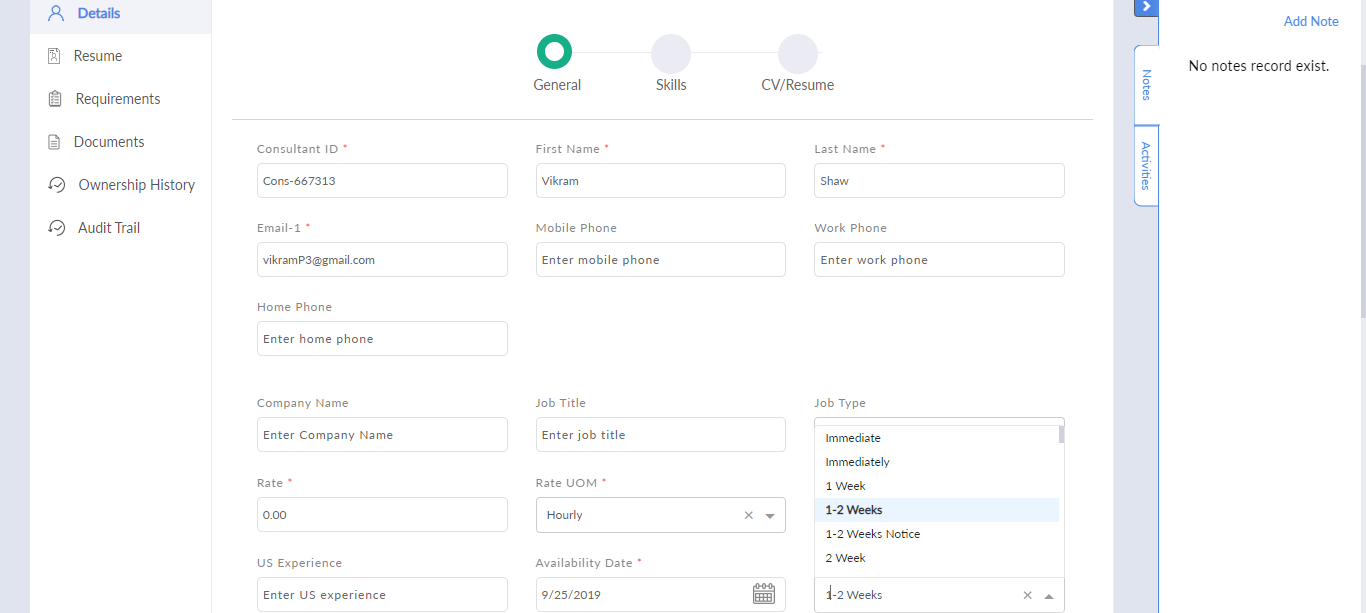 Details
Resume
Requirements
Documents
Ownership History
Audit Trail
General
Skills
CV/Resume
Consultant ID *
First Name *
Last Name *
Cons-667313
Vikram
Shaw
Email-1 *
Mobile Phone
Work Phone
vikramP3@gmail.com
Enter mobile phone
Enter work phone
Home Phone
Enter home phone
Company Name
Job Title
Job Type
Enter Company Name
Enter job title
Immediate
Immediately
1 Week
1-2 Weeks
1-2 Weeks Notice
2 Week
Rate *
Rate UOM *
0.00
Hourly
US Experience
Availability Date *
Enter US experience
9/25/2019
1-2 Weeks
Notes
Activities
Add Note
No notes record exist.